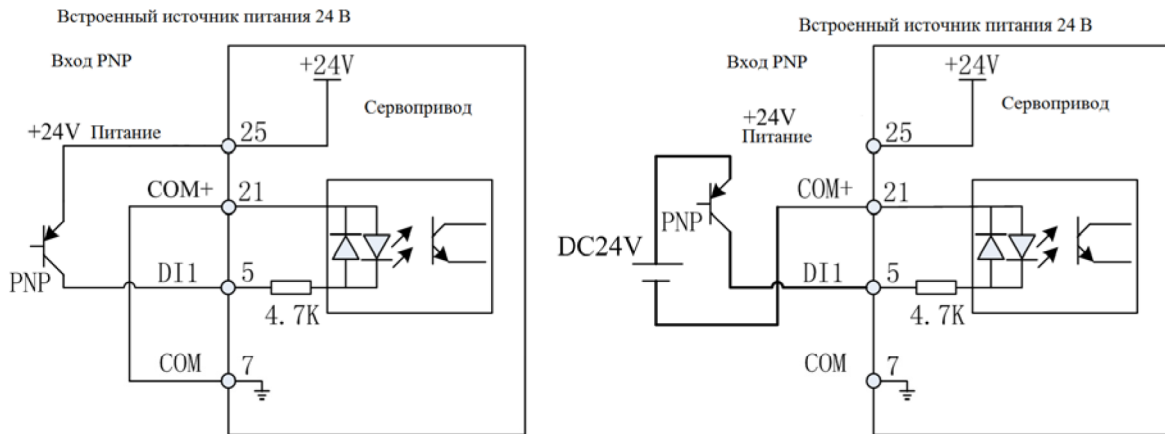 Встроенный источник питания 24 В
Вход PNP
+24V
Сервопривод
+24V Питание
25
COM+
21
PNP
DI1
5
4.7K
COM
7
Встроенный источник питания 24 В
Вход PNP
+24V
Сервопривод
+24V
Питание
25
COM+
21
PNP
DC24V
DI1
5
4.7K
COM
7